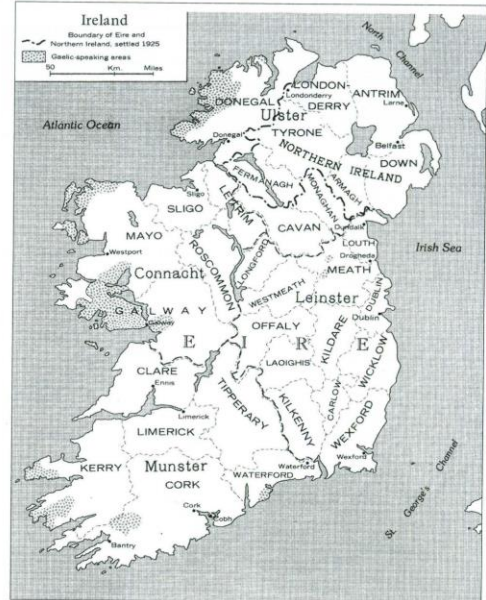 Ireland
Boundary of Eire and
Northern Ireland, settled 1925
Gaelic-speaking areas
50 Km. Miles
North Channel
Atlantic Ocean
DONEGAL
LONDON-
DERRY
Londonderry
ANTRIM
Larne
Ulster
TYRONE
Donegal
NORTHERN IRELAND
Belfast
DOWN
FERMANAGH
ARMAGH
MONAGHAN
Sligo
SLIGO
LEITRIM
CAVAN
Dundalk
LOUTH
Irish Sea
MAYO
Westport
ROSCOMMON
LONGFORD
Drogheda
MEATH
Connacht
WESTMEATH
Leinster
DUBLIN
Dublin
GALWAY
Galway
OFFALY
KILDARE
E I R E
LAOIGHIS
WICKLOW
CLARE
Ennis
TIPPERARY
KILKENNY
CARLOW
WEXFORD
Limerick
LIMERICK
Wexford
KERRY
Munster
CORK
WATERFORD
Waterford
Cork
Cobh
Bantry
St. George's Channel